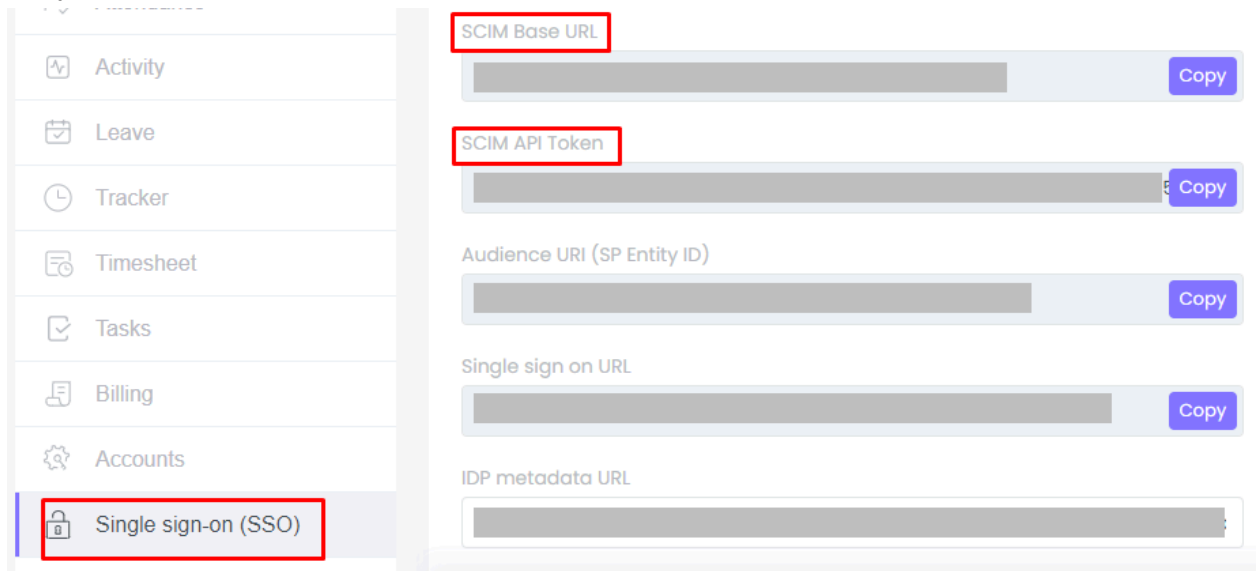 Activity
Leave
Tracker
Timesheet
Tasks
Billing
Accounts
Single sign-on (SSO)
SCIM Base URL
Copy
SCIM API Token
Copy
Audience URI (SP Entity ID)
Copy
Single sign on URL
Copy
IDP metadata URL